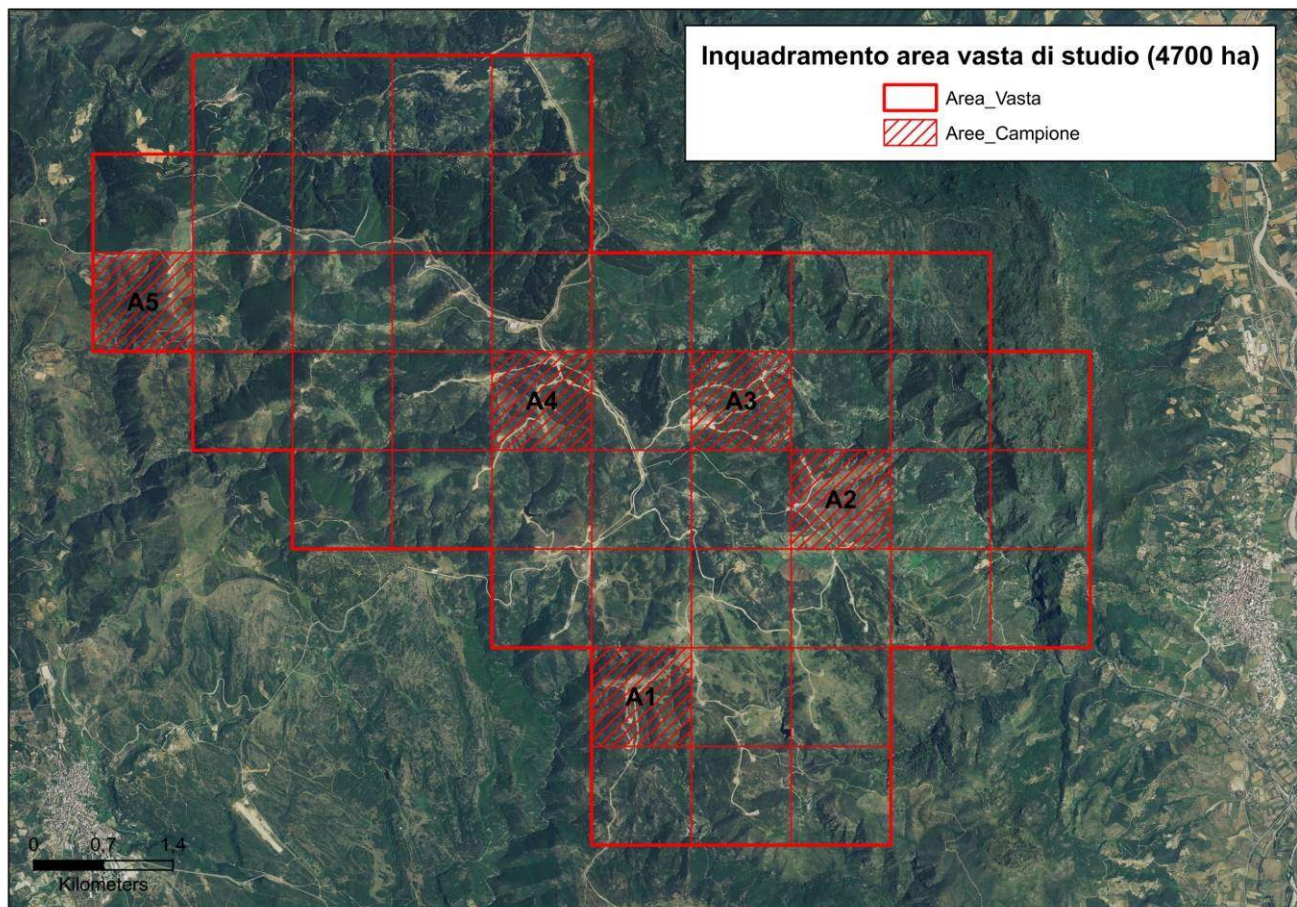 Inquadramento area vasta di studio (4700 ha)
Area_Vasta
Aree_Campione
A5
A4
A3
A2
A1
0 0,7 1,4
Kilometers